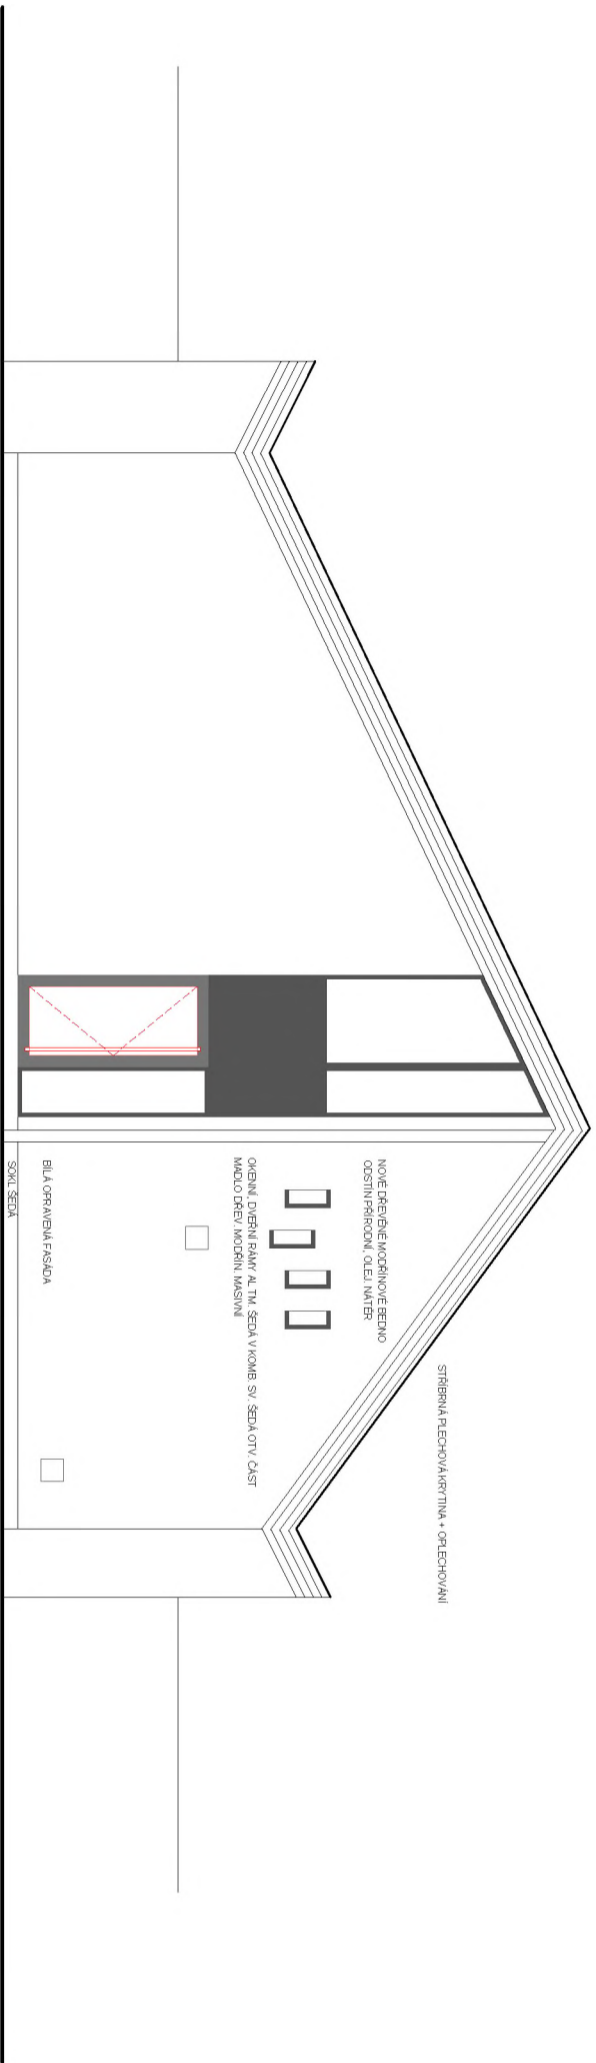 STŘÍBRNÁ PLECHOVÁ KRYTINA + OPLECHOVÁNÍ
NOVÉ DŘEVĚNÉ MODŘÍNOVÉ BEDNO
ODSTÍN PŘÍRODNÍ, OLEJ. NÁTĚR
OKENNÍ, DVEŘNÍ RÁMY AL TM. ŠEDÁ V KOMB. SV. ŠEDÁ OTV. ČÁST
MADLO DŘEV. MODŘÍN. MASIVNÍ
BÍLÁ OPRAVENÁ FASÁDA
SOKL ŠEDÁ